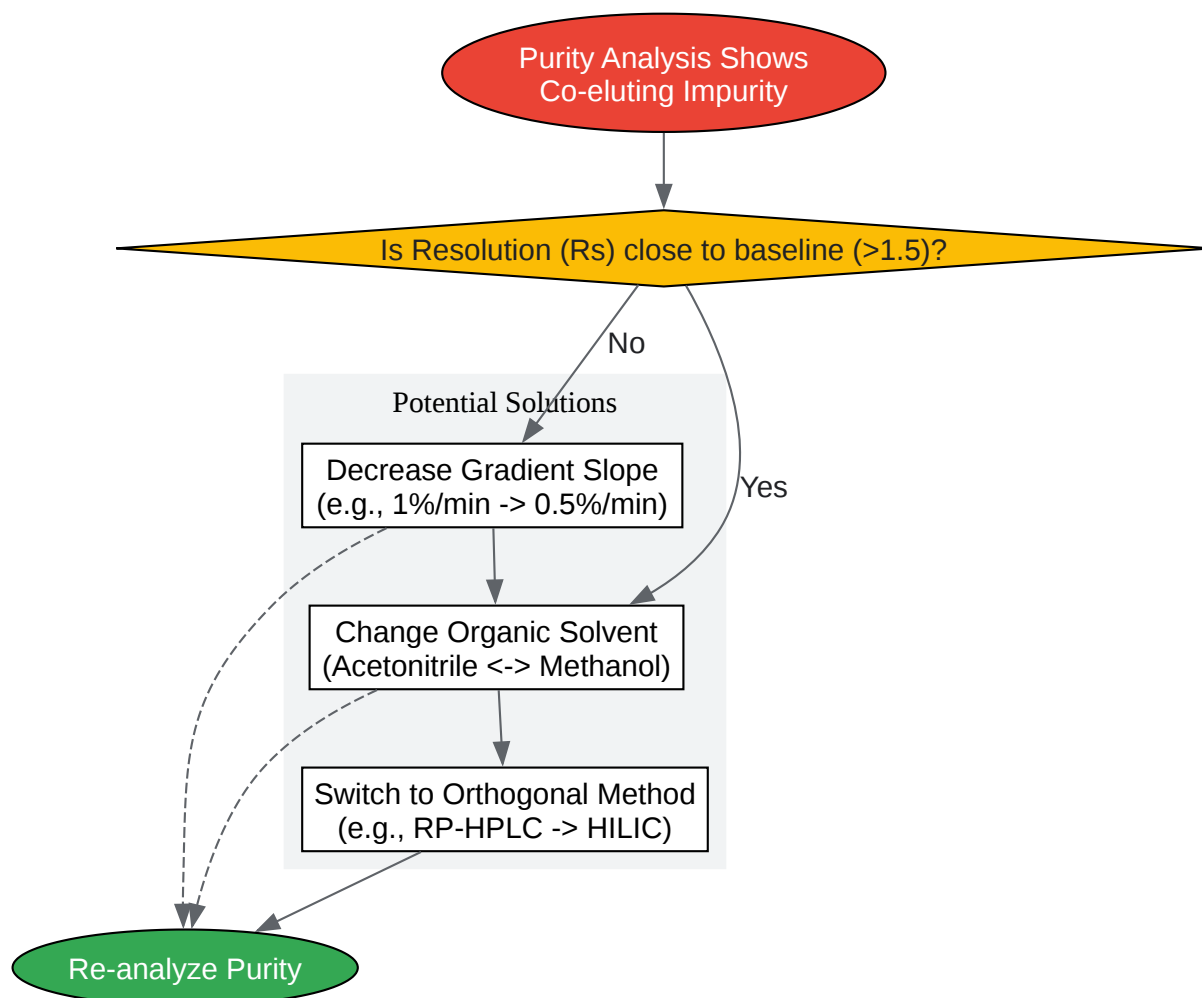 Purity Analysis Shows
Co-eluting Impurity
Is Resolution (Rs) close to baseline (>1.5)?
No
Potential Solutions
Decrease Gradient Slope
(e.g., 1%/min -> 0.5%/min)
Yes
Change Organic Solvent
(Acetonitrile <-> Methanol)
Switch to Orthogonal Method
(e.g., RP-HPLC -> HILIC)
Re-analyze Purity